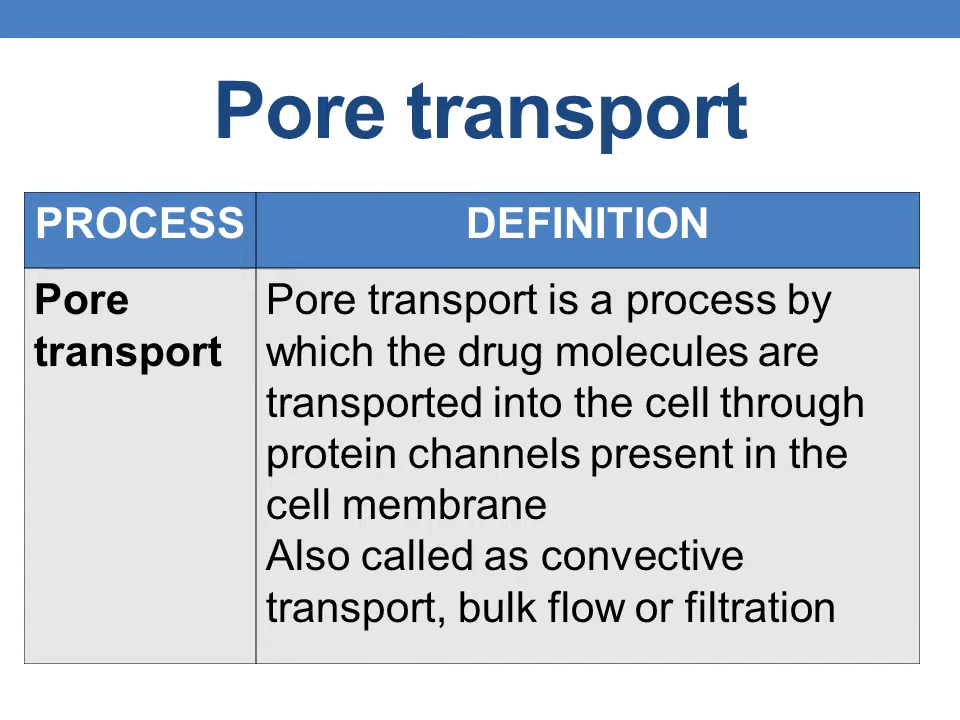 Pore transport
PROCESS
DEFINITION
Pore
transport
Pore transport is a process by
which the drug molecules are
transported into the cell through
protein channels present in the
cell membrane
Also called as convective
transport, bulk flow or filtration